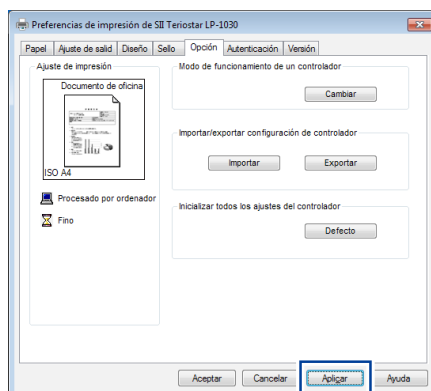 Preferencias de impresión de SII Teriostar LP-1030
Papel Ajuste de salid Diseño Sello Opción Autenticación Versión
Ajuste de impresión
Documento de oficina
ISO A4
Procesado por ordenador
Fino
Modo de funcionamiento de un controlador
Cambiar
Importar/exportar configuración de controlador
Importar Exportar
Inicializar todos los ajustes del controlador
Defecto
Aceptar Cancelar Aplicar Ayuda